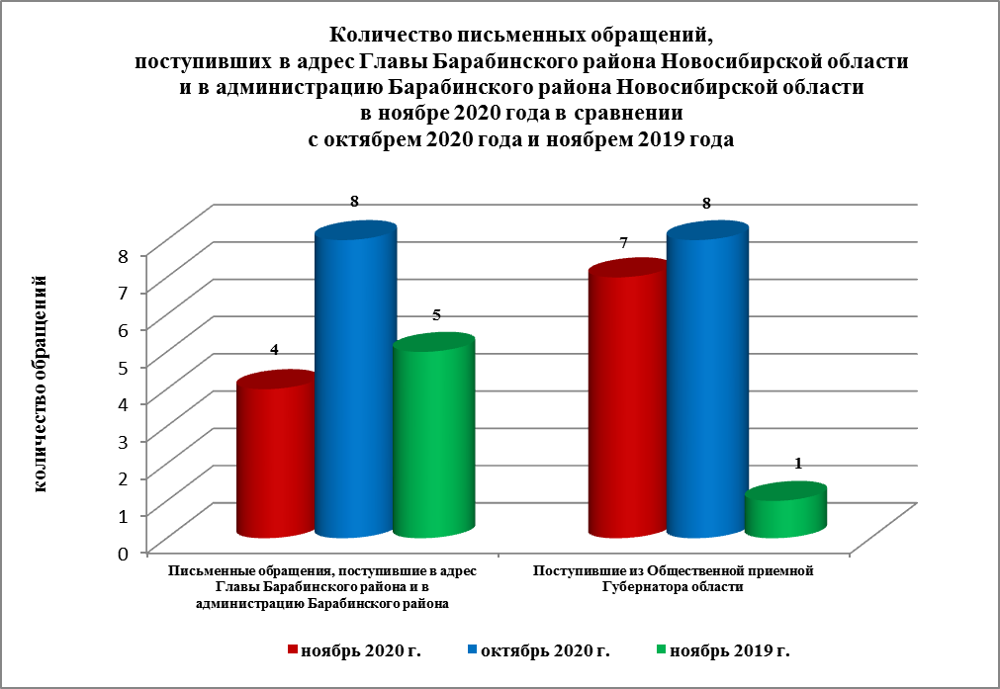 Количество письменных обращений,
поступивших в адрес Главы Барабинского района Новосибирской области
и в администрацию Барабинского района Новосибирской области
в ноябре 2020 года в сравнении
с октябрем 2020 года и ноябрем 2019 года
количество обращений
8
7
6
5
4
3
2
1
0
4
8
5
7
8
1
Письменные обращения, поступившие в адрес
Главы Барабинского района и в
администрацию Барабинского района
Поступившие из Общественной приемной
Губернатора области
ноябрь 2020 г.
октябрь 2020 г.
ноябрь 2019 г.